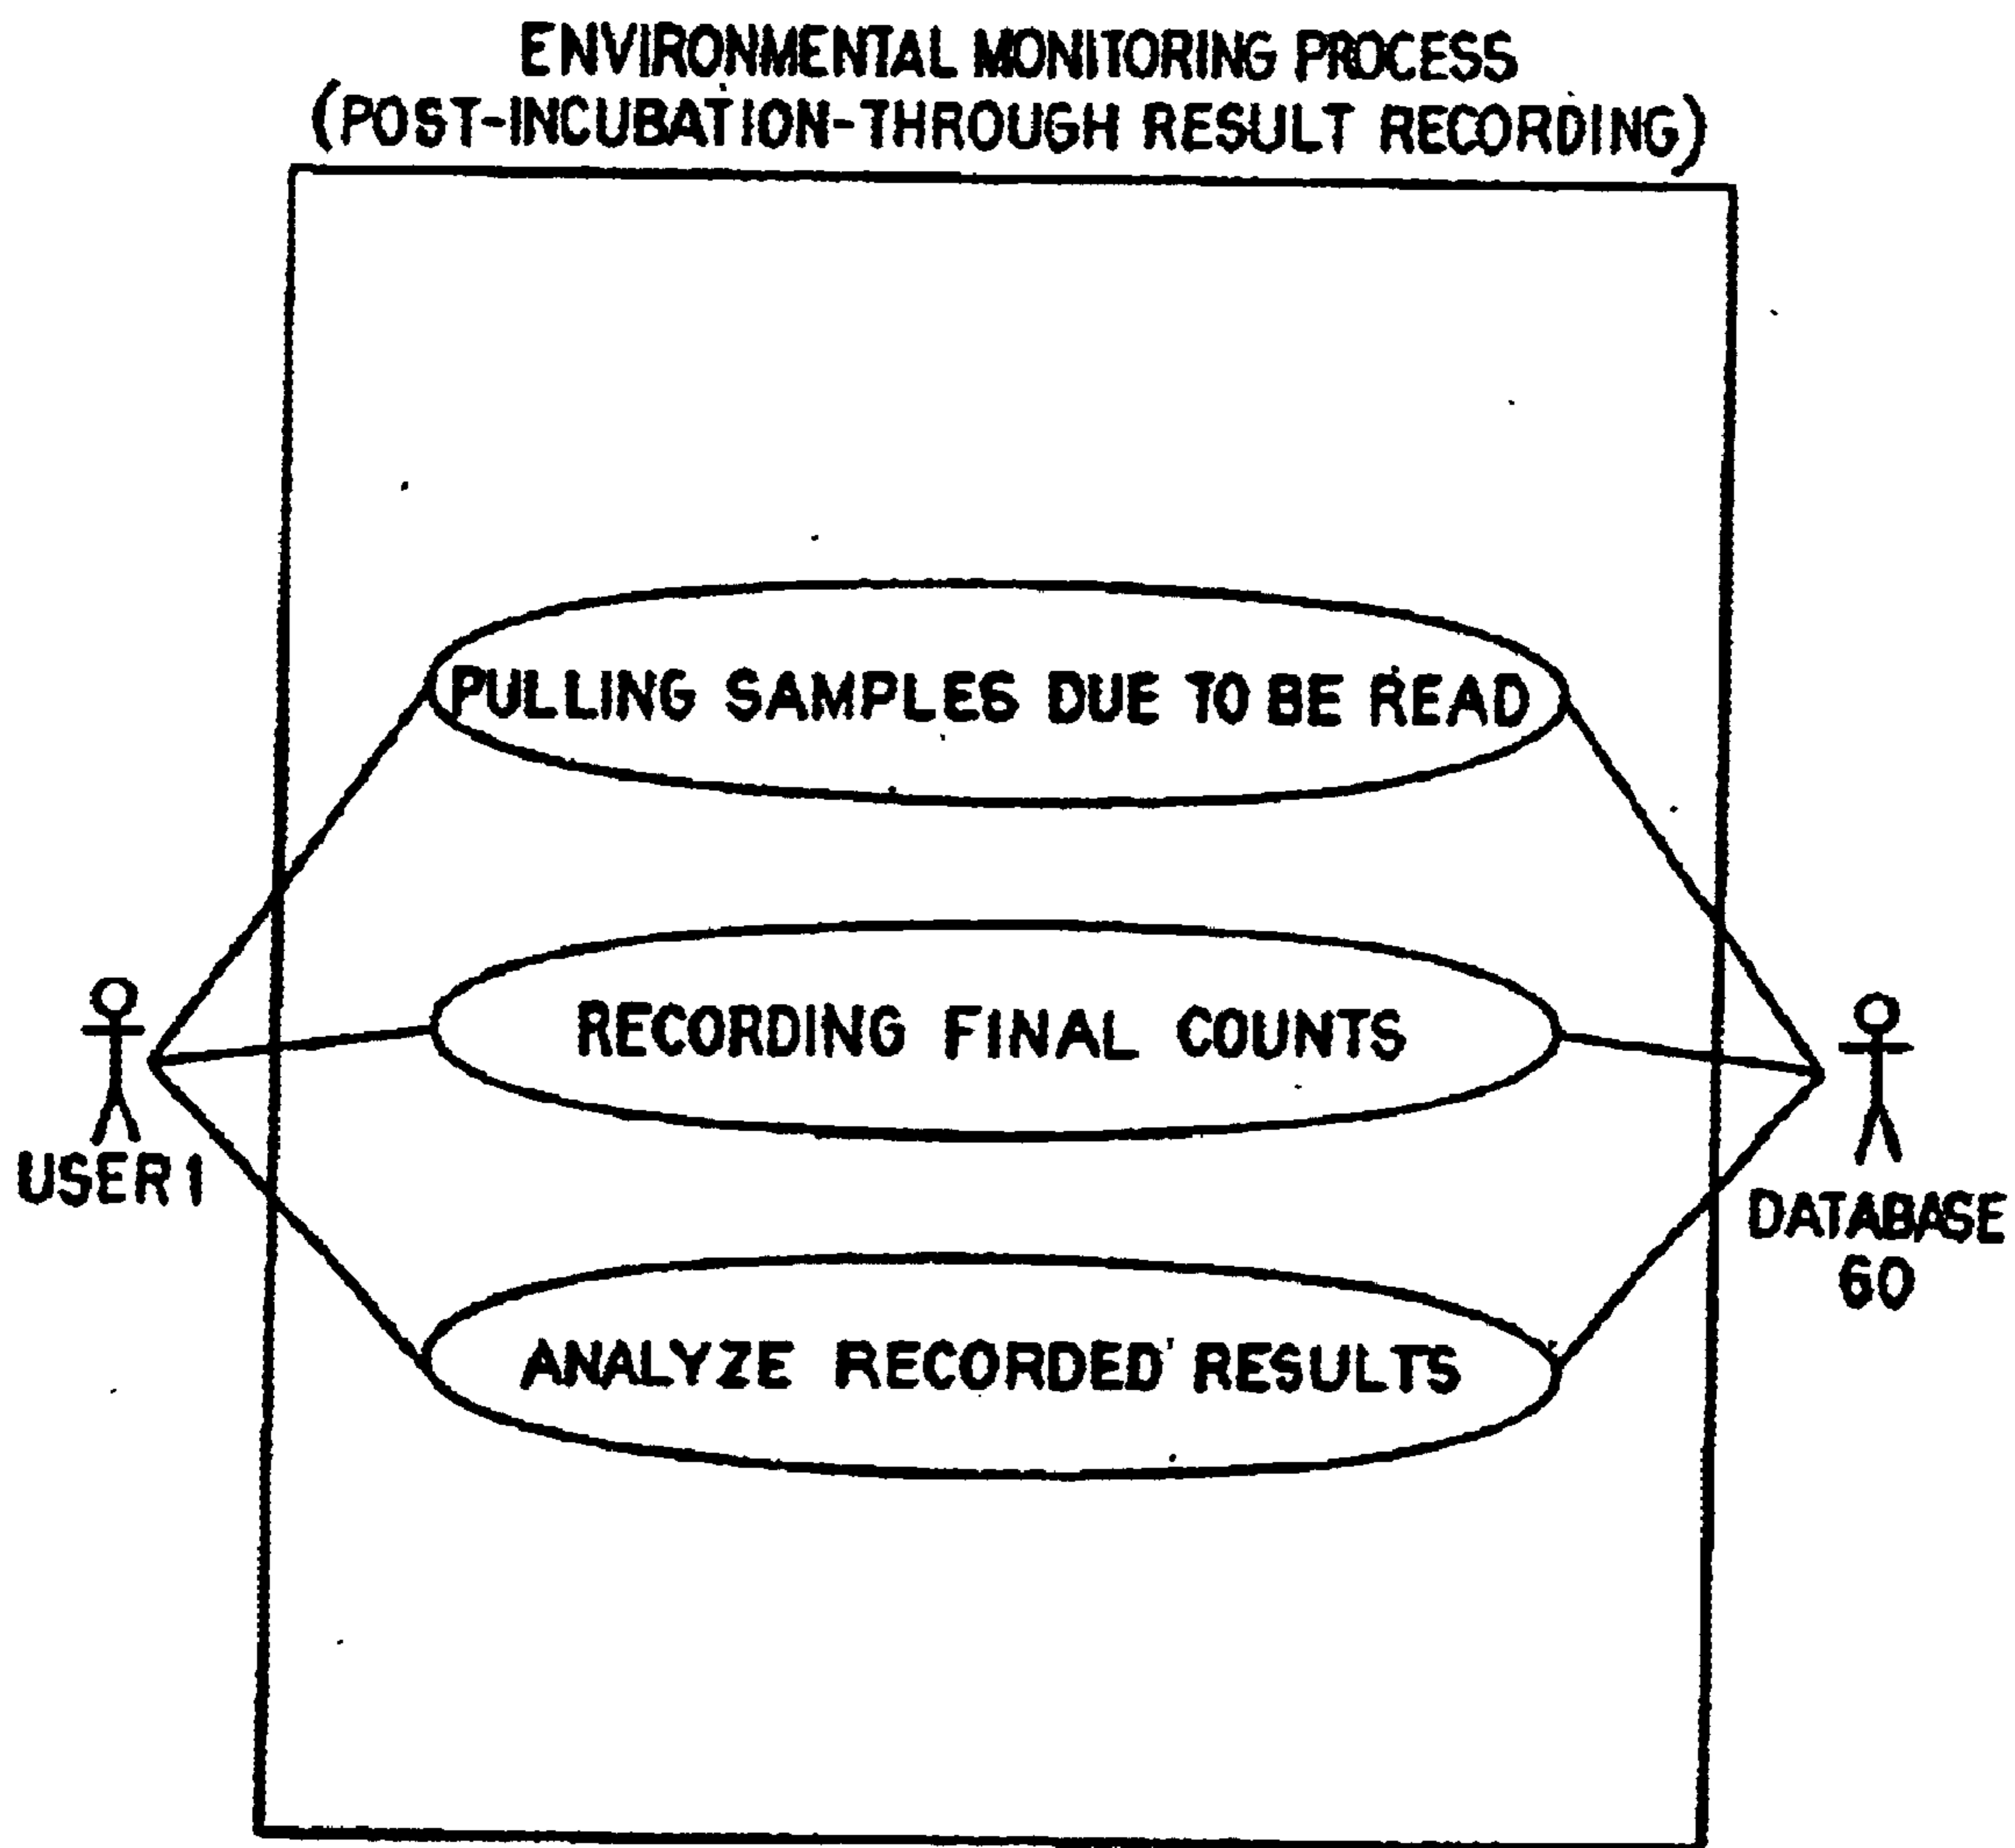 ENVIRONMENTAL MONITORING PROCESS
(POST-INCUBATION-THROUGH RESULT RECORDING)
PULLING SAMPLES DUE TO BE READ
RECORDING FINAL COUNTS
USER 1
DATABASE
60
ANALYZE RECORDED RESULTS